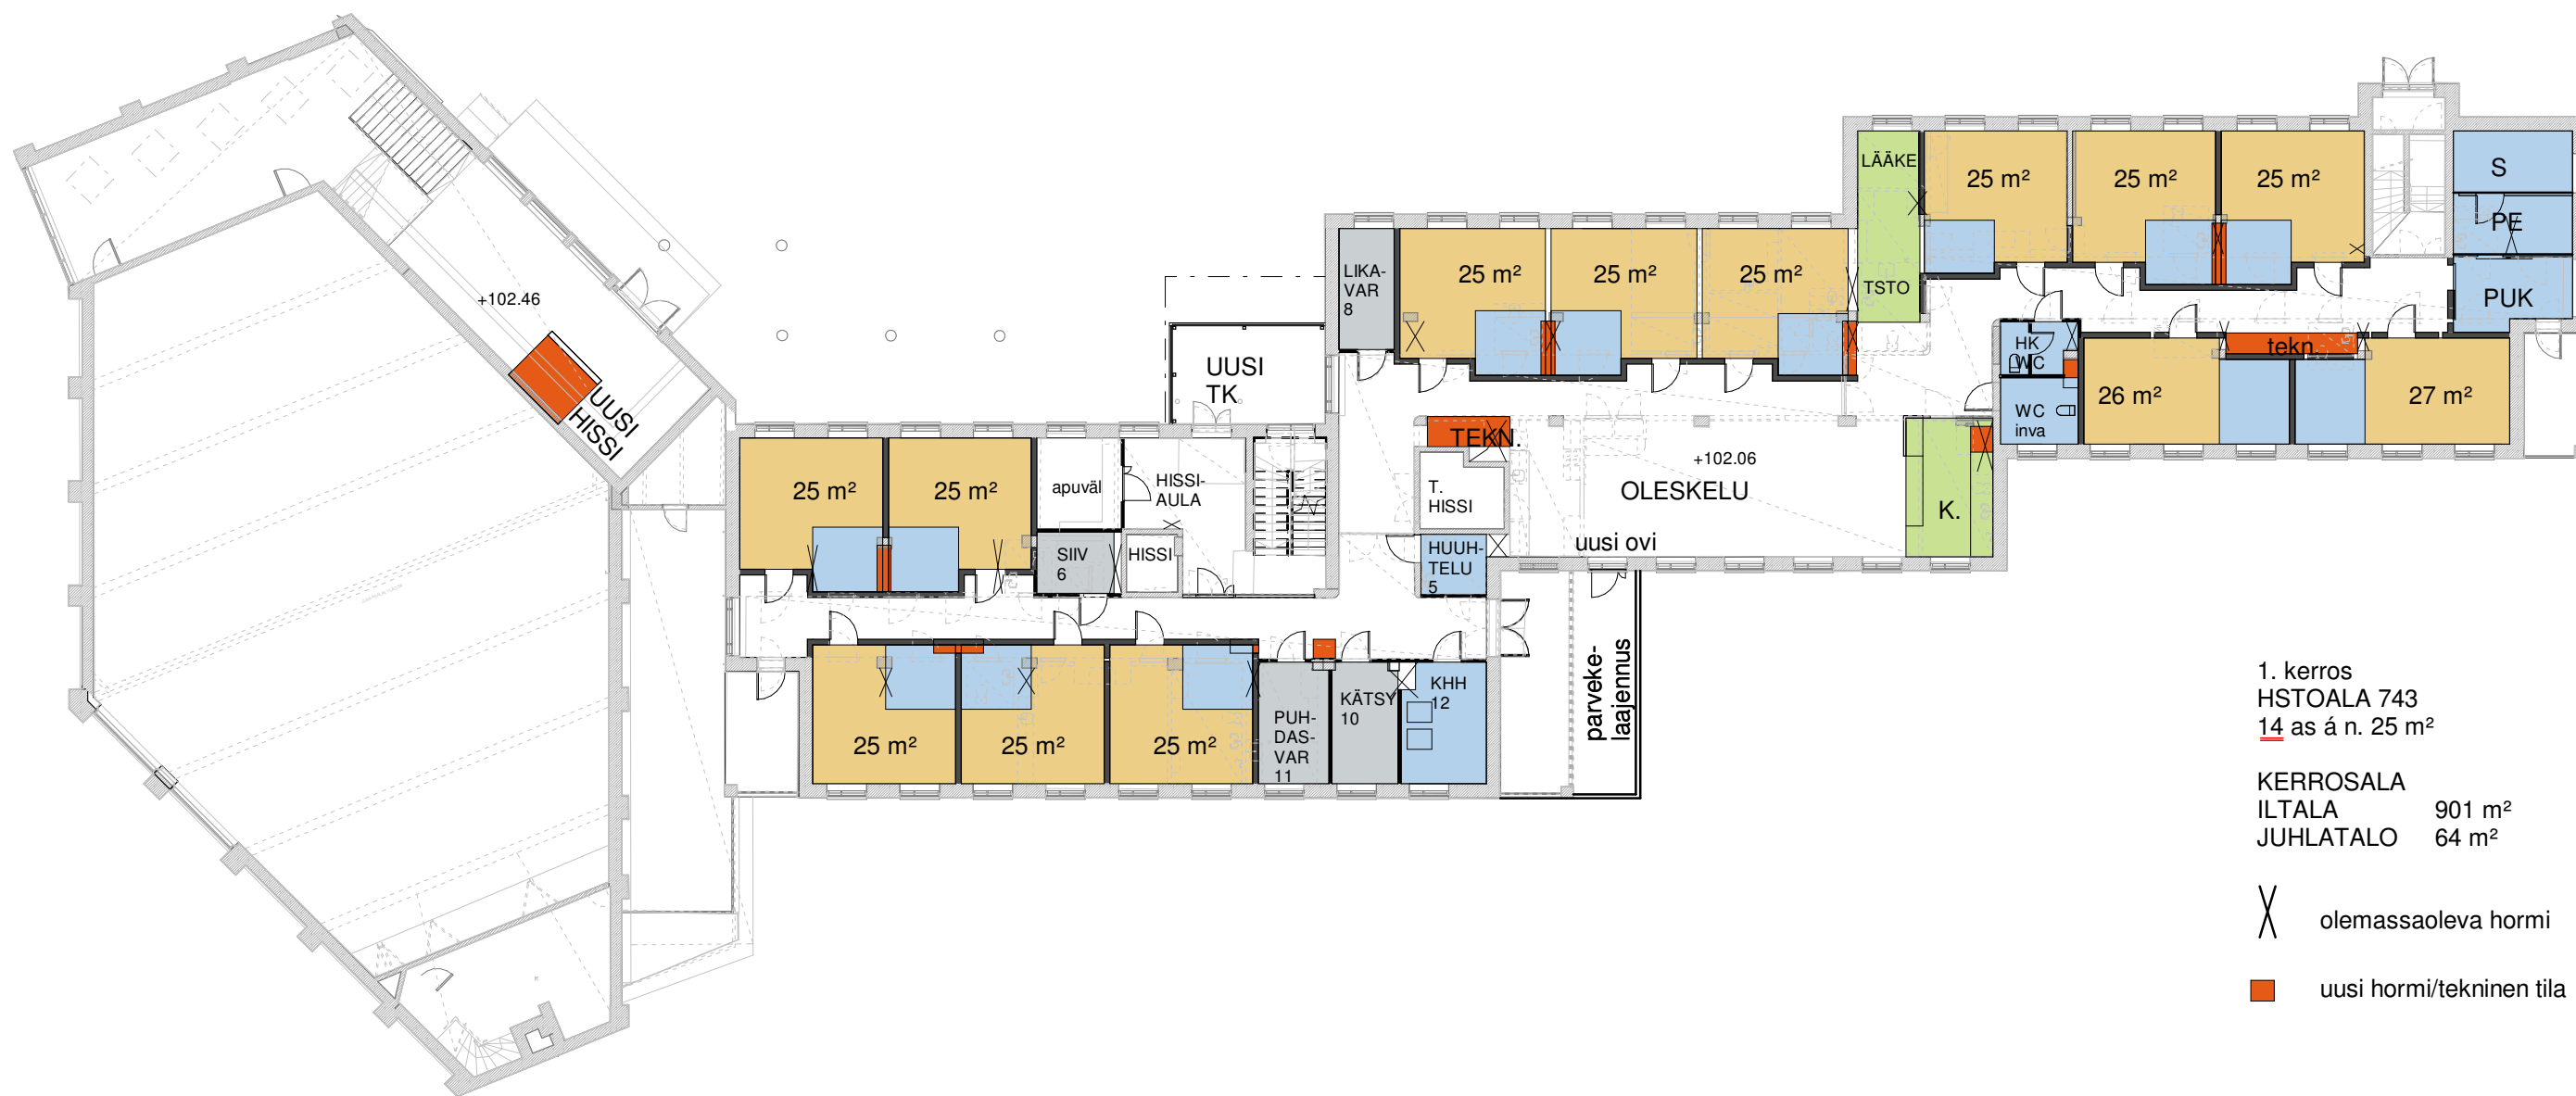 LÄÄKE
25 m²
25 m²
25 m²
S
PE
PUK
TSTO
LIKA-
VAR
8
25 m²
25 m²
25 m²
+102.46
UUSI
HISSI
UUSI
TK
HK
WC
WC
inva
tekn.
26 m²
27 m²
TEKN.
+102.06
OLESKELU
K.
T.
HISSI
uusi ovi
25 m²
25 m²
apuväl
HISSI-
AULA
SIIV
6
HISSI
HUUH-
TELU
5
25 m²
25 m²
25 m²
PUH-
DAS-
VAR
11
KÄTSY
10
KHH
12
parveke-
laajennus
1. kerros
HSTOALA 743
14 as á n. 25 m²
KERROSALA
ILTALA 901 m²
JUHLATALO 64 m²
olemassaoleva hormi
uusi hormi/tekninen tila